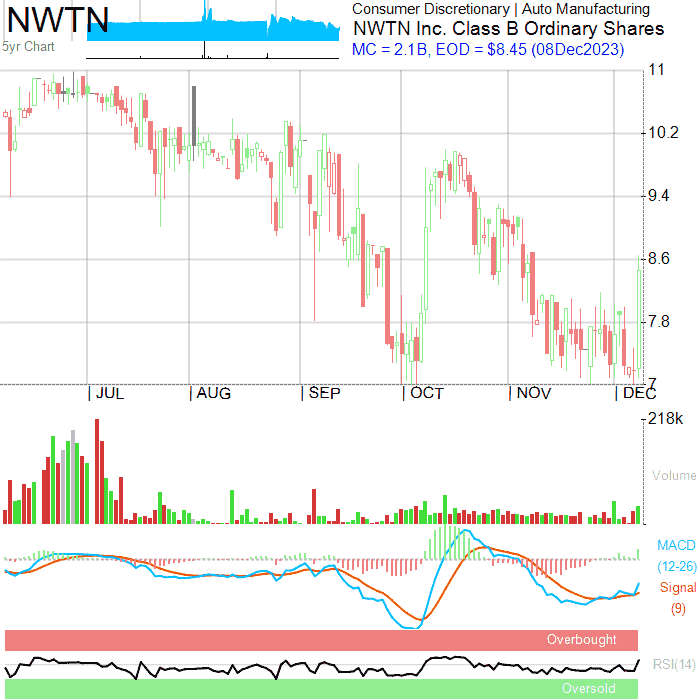 NWTN
5yr Chart
Consumer Discretionary | Auto Manufacturing
NWTN Inc. Class B Ordinary Shares
MC = 2.1B, EOD = $8.45 (08Dec2023)
11
10.2
9.4
8.6
7.8
7
| JUL | AUG | SEP | OCT | NOV | DEC
218k
Volume
MACD
(12-26)
Signal
(9)
Overbought
RSI(14)
Oversold